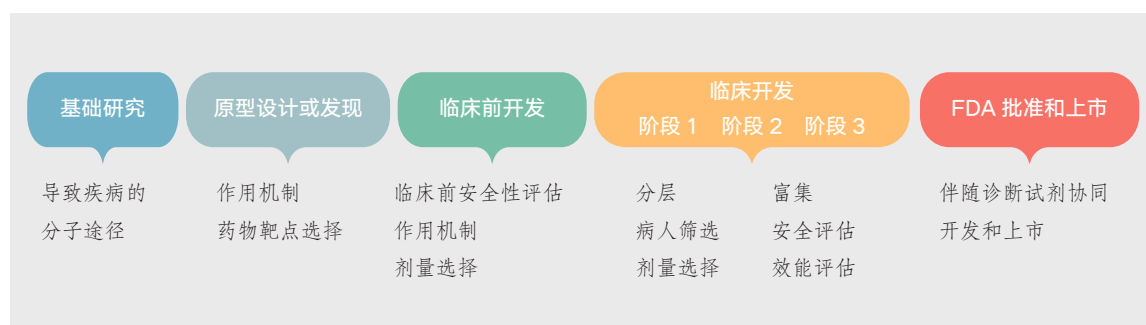 基础研究
原型设计或发现
临床前开发
临床开发
阶段 1 阶段 2 阶段 3
FDA 批准和上市
导致疾病的
分子途径
作用机制
药物靶点选择
临床前安全性评估
作用机制
剂量选择
分层
病人筛选
剂量选择
富集
安全评估
效能评估
伴随诊断试剂协同
开发和上市